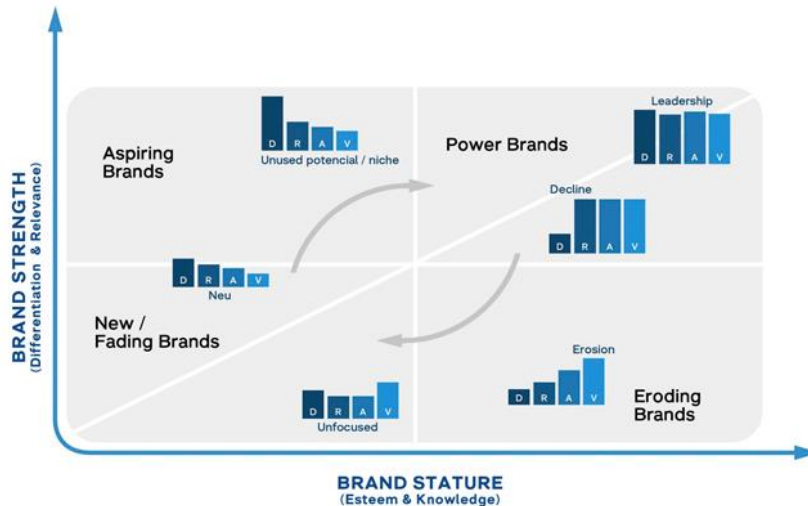 BRAND STRENGTH
(Differentiation & Relevance)
Aspiring
Brands
D R A V
Unused potencial / niche
Power Brands
Leadership
D R A V
Decline
D R A V
D R A V
Neu
New /
Fading Brands
D R A V
Unfocused
Erosion
D R A V
Eroding
Brands
BRAND STATURE
(Esteem & Knowledge)